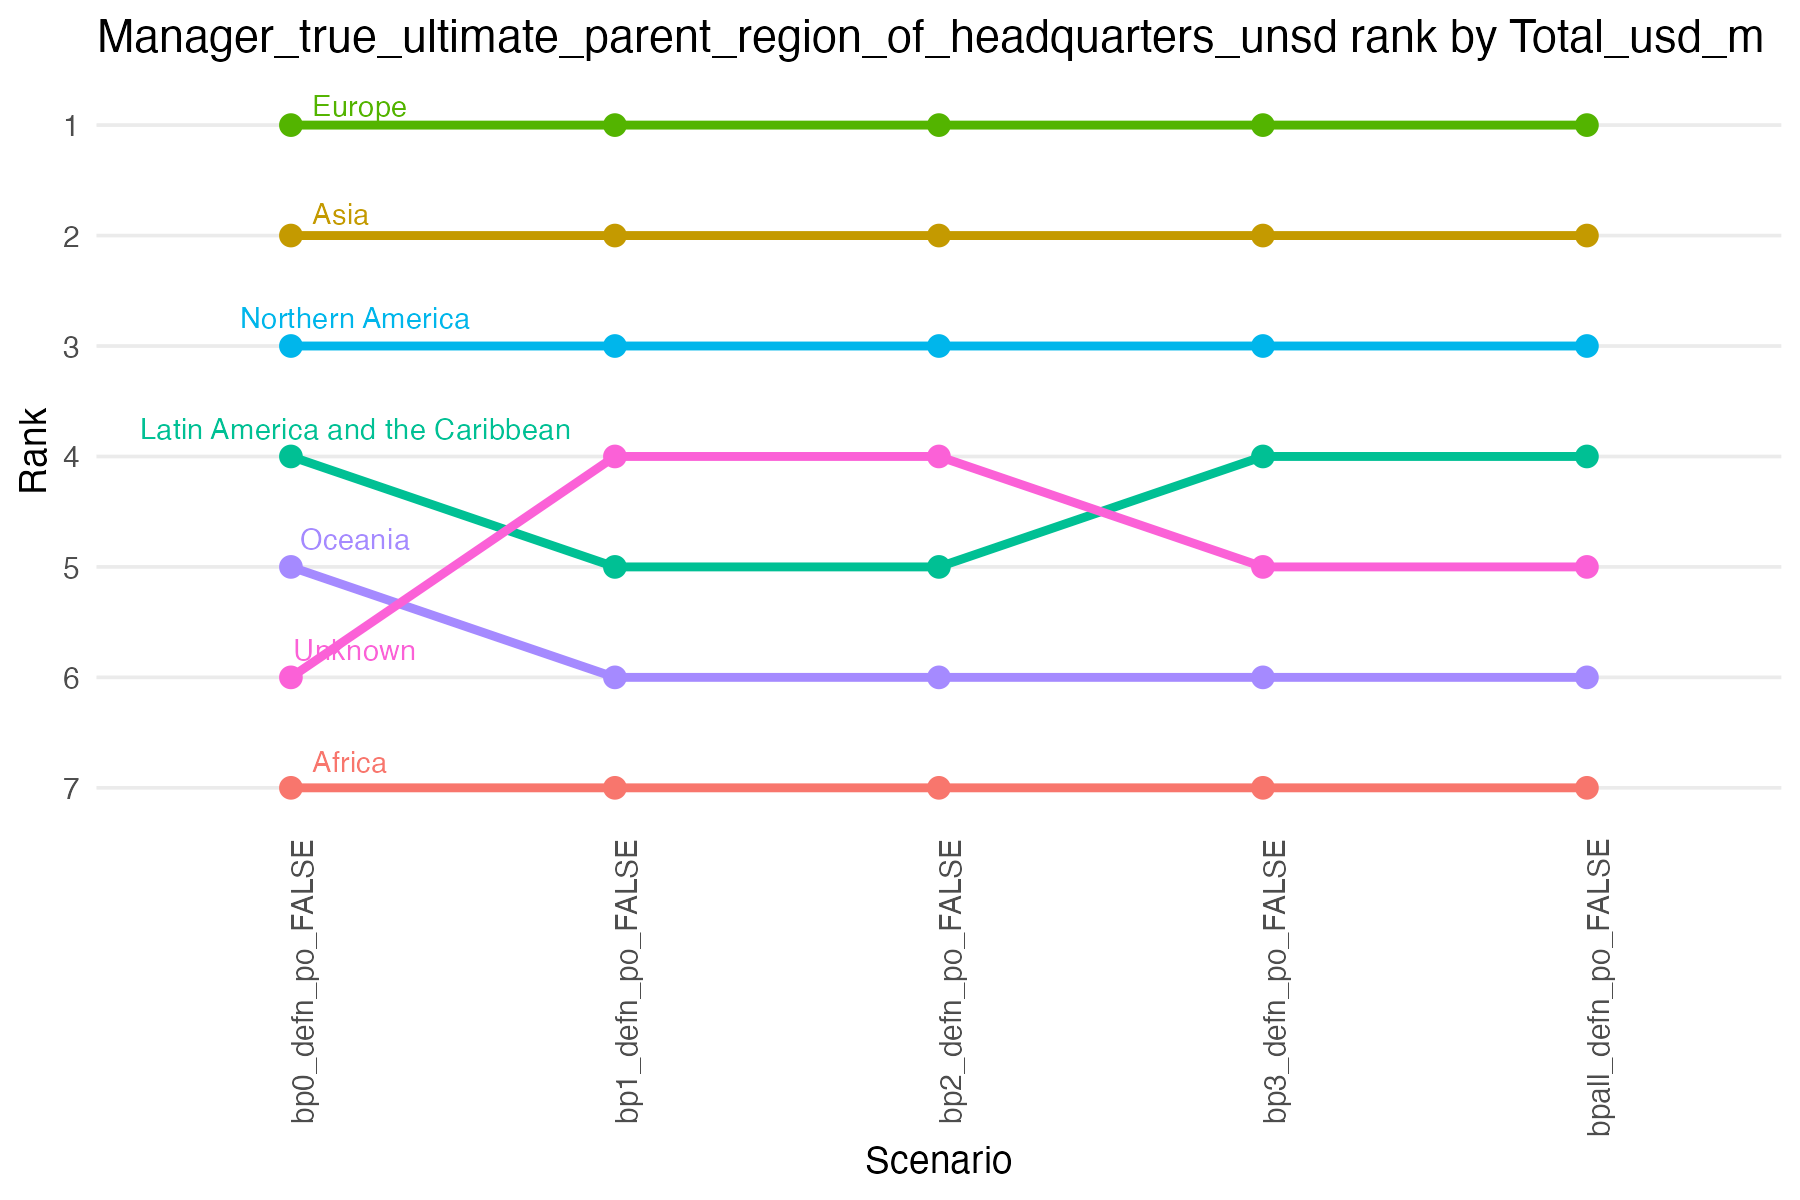 Manager_true_ultimate_parent_region_of_headquarters_unsd rank by Total_usd_m
Rank
1
2
3
4
5
6
7
Europe
Asia
Northern America
Latin America and the Caribbean
Oceania
Unknown
Africa
bp0_defn_po_FALSE
bp1_defn_po_FALSE
bp2_defn_po_FALSE
bp3_defn_po_FALSE
bpall_defn_po_FALSE
Scenario